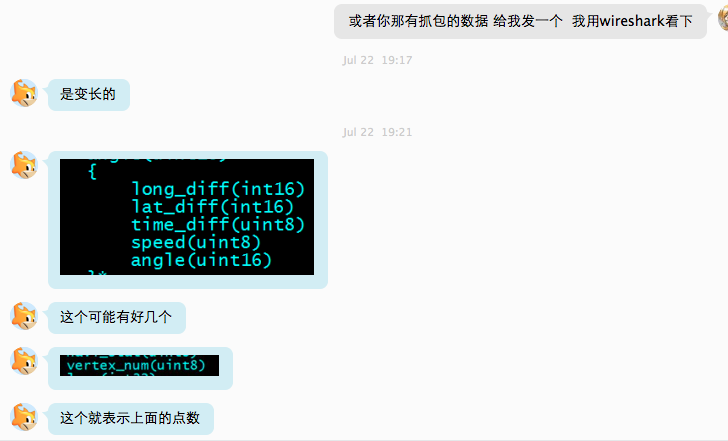 或者你那有抓包的数据 给我发一个  我用wireshark看下
Jul 22  19:17
是变长的
Jul 22  19:21
{
long_diff(int16)
lat_diff(int16)
time_diff(uint8)
speed(uint8)
angle(uint16)
}*
这个可能有好几个
vertex_num(uint8)
这个就表示上面的点数